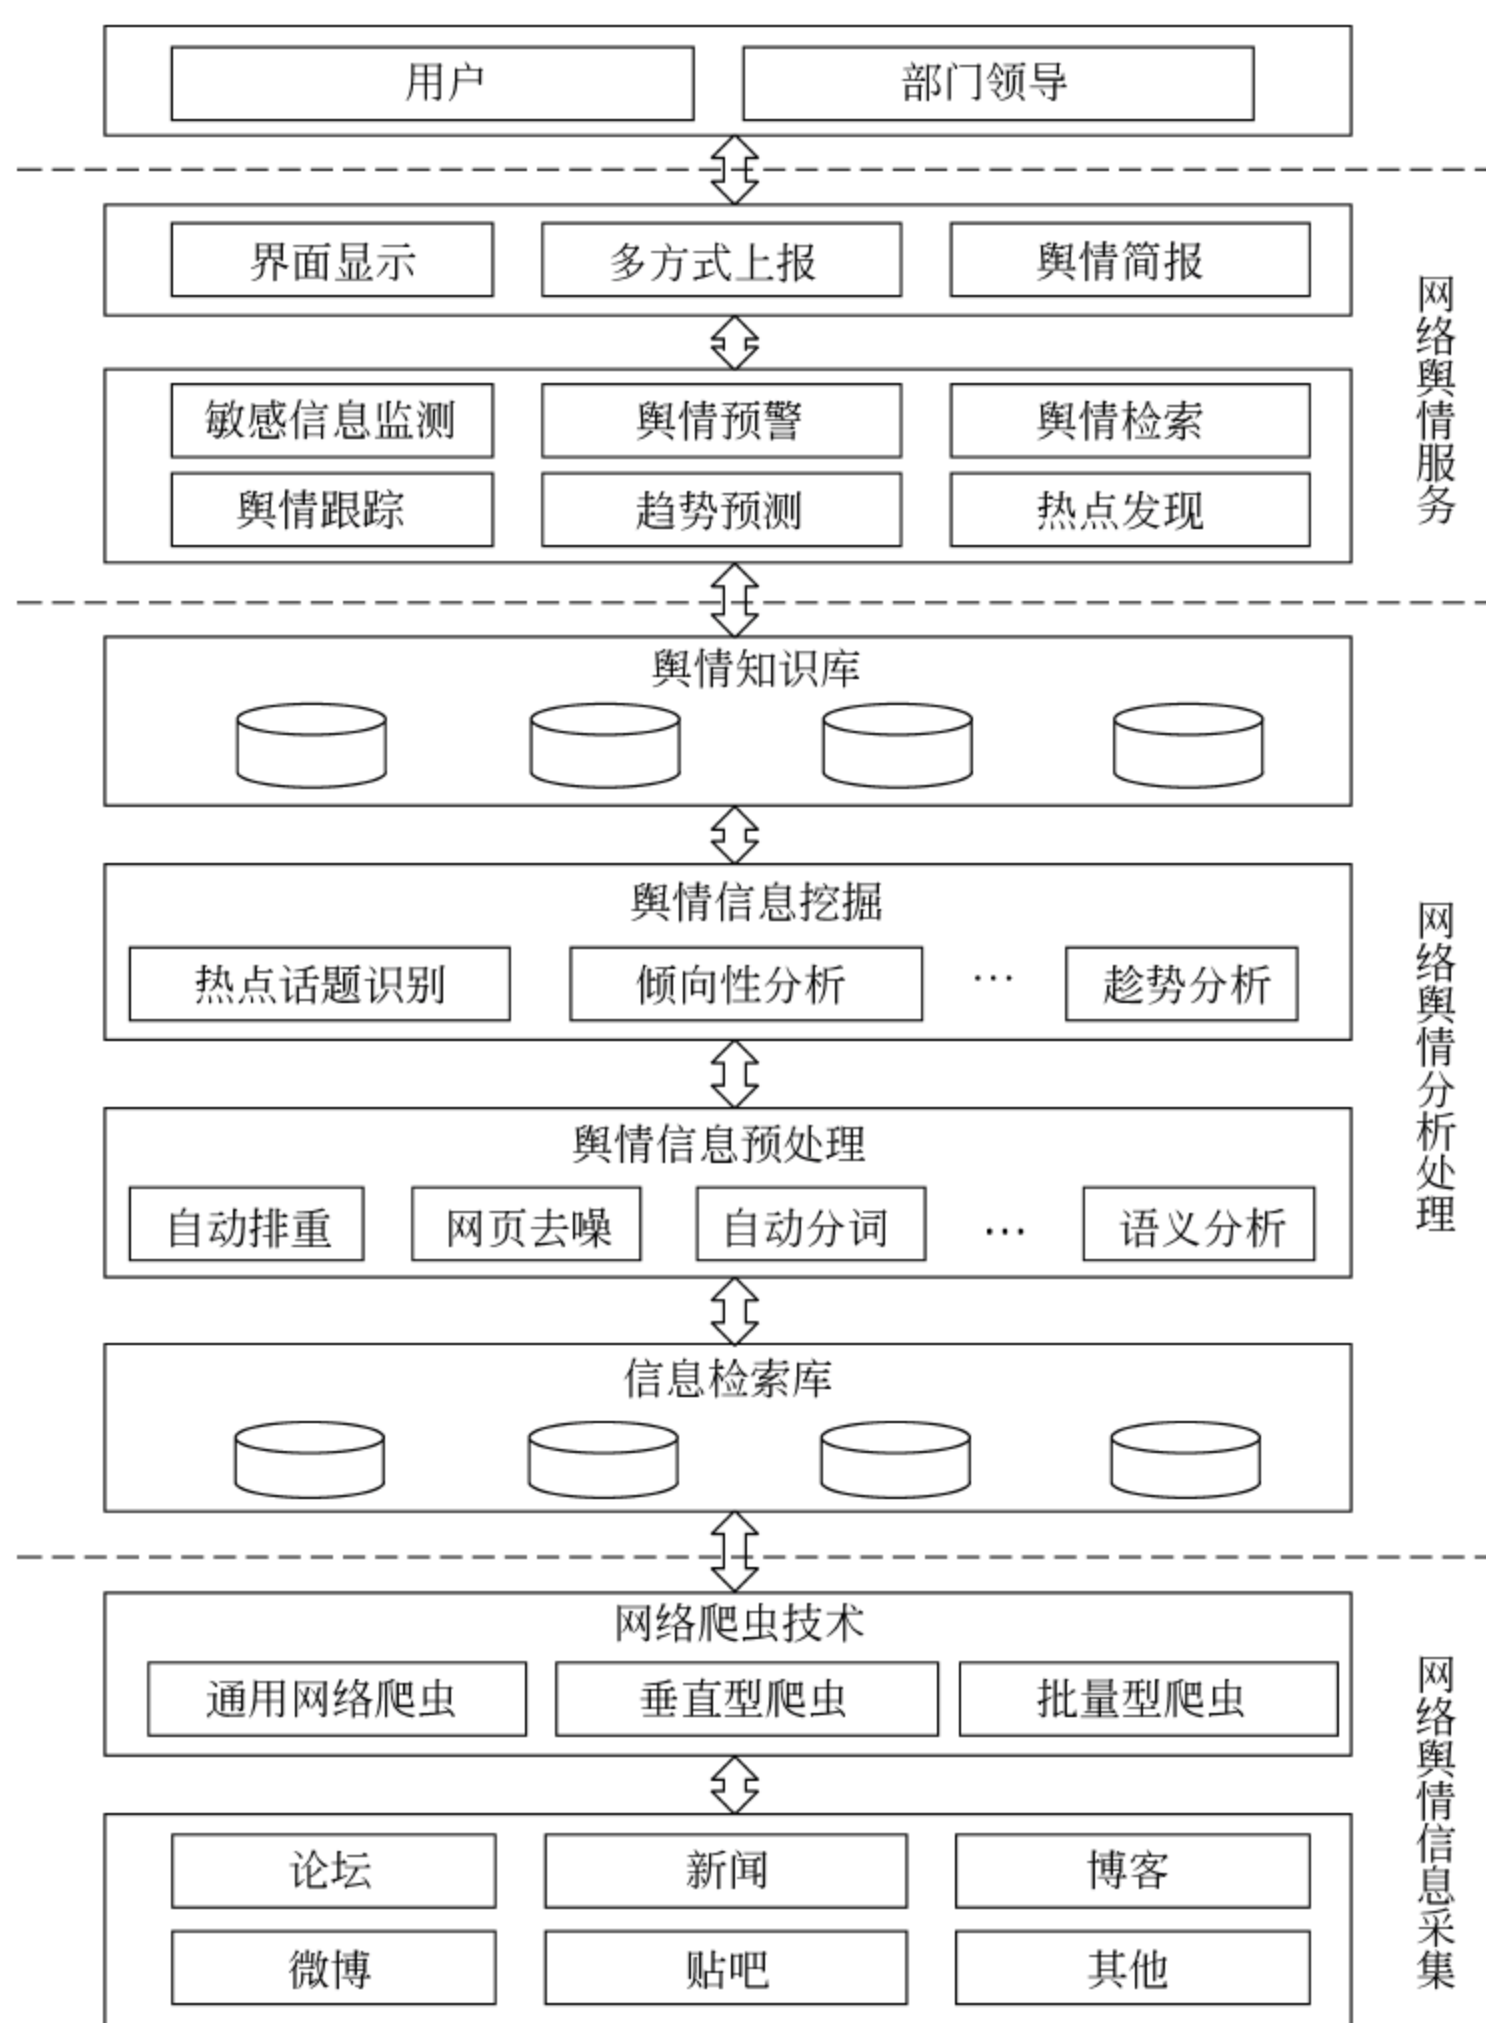 用户
部门领导
界面显示
多方式上报
舆情简报
敏感信息监测
舆情预警
舆情检索
舆情跟踪
趋势预测
热点发现
网络舆情服务
舆情知识库
舆情信息挖掘
热点话题识别
倾向性分析
…
趁势分析
舆情信息预处理
自动排重
网页去噪
自动分词
…
语义分析
信息检索库
网络舆情分析处理
网络爬虫技术
通用网络爬虫
垂直型爬虫
批量型爬虫
论坛
新闻
博客
微博
贴吧
其他
网络舆情信息采集